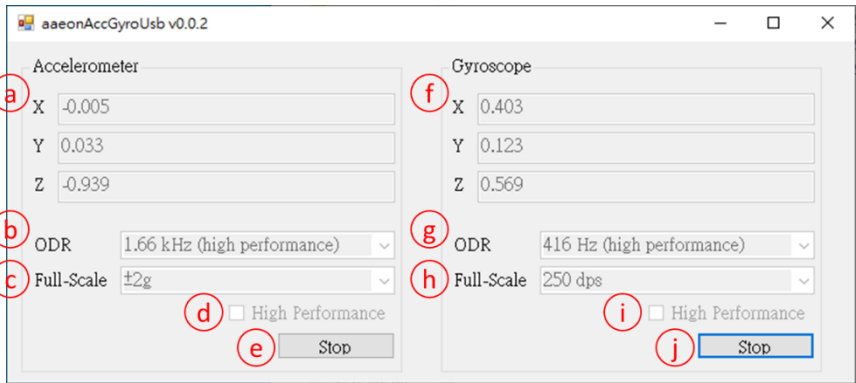 aaeonAccGyroUsb v0.0.2
Accelerometer
a
X -0.005
Y 0.033
Z -0.939
b
ODR 1.66 kHz (high performance)
c
Full-Scale ±2g
d
High Performance
e
Stop
Gyroscope
f
X 0.403
Y 0.123
Z 0.569
g
ODR 416 Hz (high performance)
h
Full-Scale 250 dps
i
High Performance
j
Stop